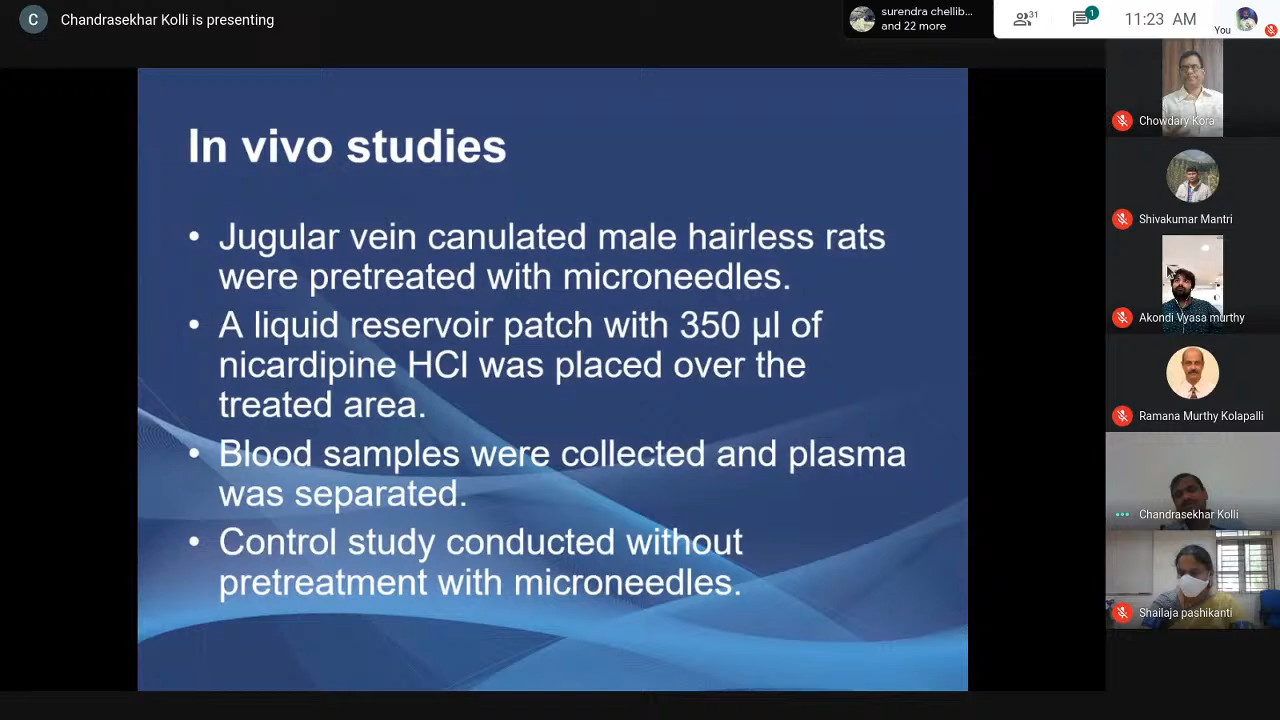 C
Chandrasekhar Kolli is presenting
surendra chellib...
and 22 more
31
1
11:23 AM
You
In vivo studies
• Jugular vein canulated male hairless rats
were pretreated with microneedles.
• A liquid reservoir patch with 350 µl of
nicardipine HCl was placed over the
treated area.
• Blood samples were collected and plasma
was separated.
• Control study conducted without
pretreatment with microneedles.
Chowdary Kora
Shivakumar Mantri
Akondi Vyasa murthy
Ramana Murthy Kolapalli
Chandrasekhar Kolli
Shailaja pashikanti